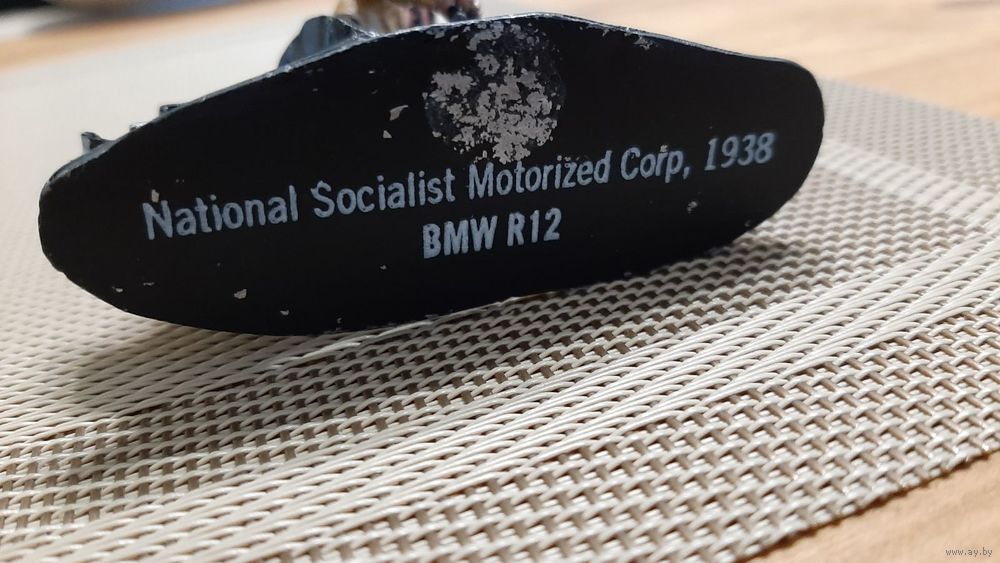 National Socialist Motorized Corp, 1938
BMW R12
www.ay.by